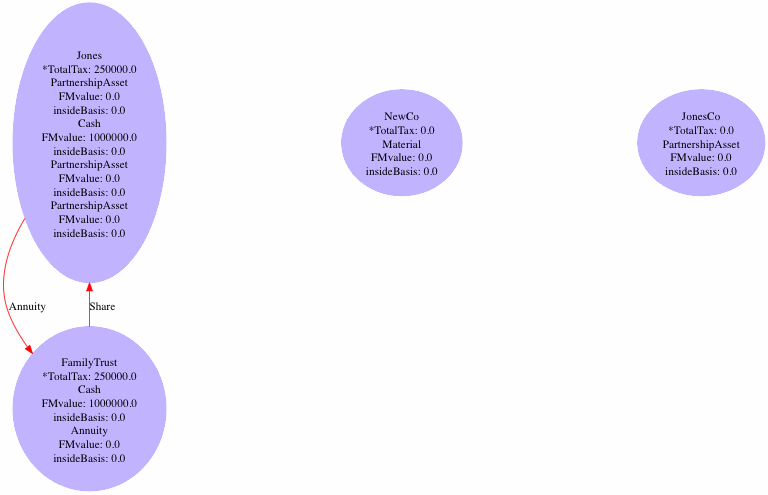 Jones
*TotalTax: 250000.0
PartnershipAsset
FMvalue: 0.0
insideBasis: 0.0
Cash
FMvalue: 1000000.0
insideBasis: 0.0
PartnershipAsset
FMvalue: 0.0
insideBasis: 0.0
PartnershipAsset
FMvalue: 0.0
insideBasis: 0.0
NewCo
*TotalTax: 0.0
Material
FMvalue: 0.0
insideBasis: 0.0
JonesCo
*TotalTax: 0.0
PartnershipAsset
FMvalue: 0.0
insideBasis: 0.0
Annuity
Share
FamilyTrust
*TotalTax: 250000.0
Cash
FMvalue: 1000000.0
insideBasis: 0.0
Annuity
FMvalue: 0.0
insideBasis: 0.0